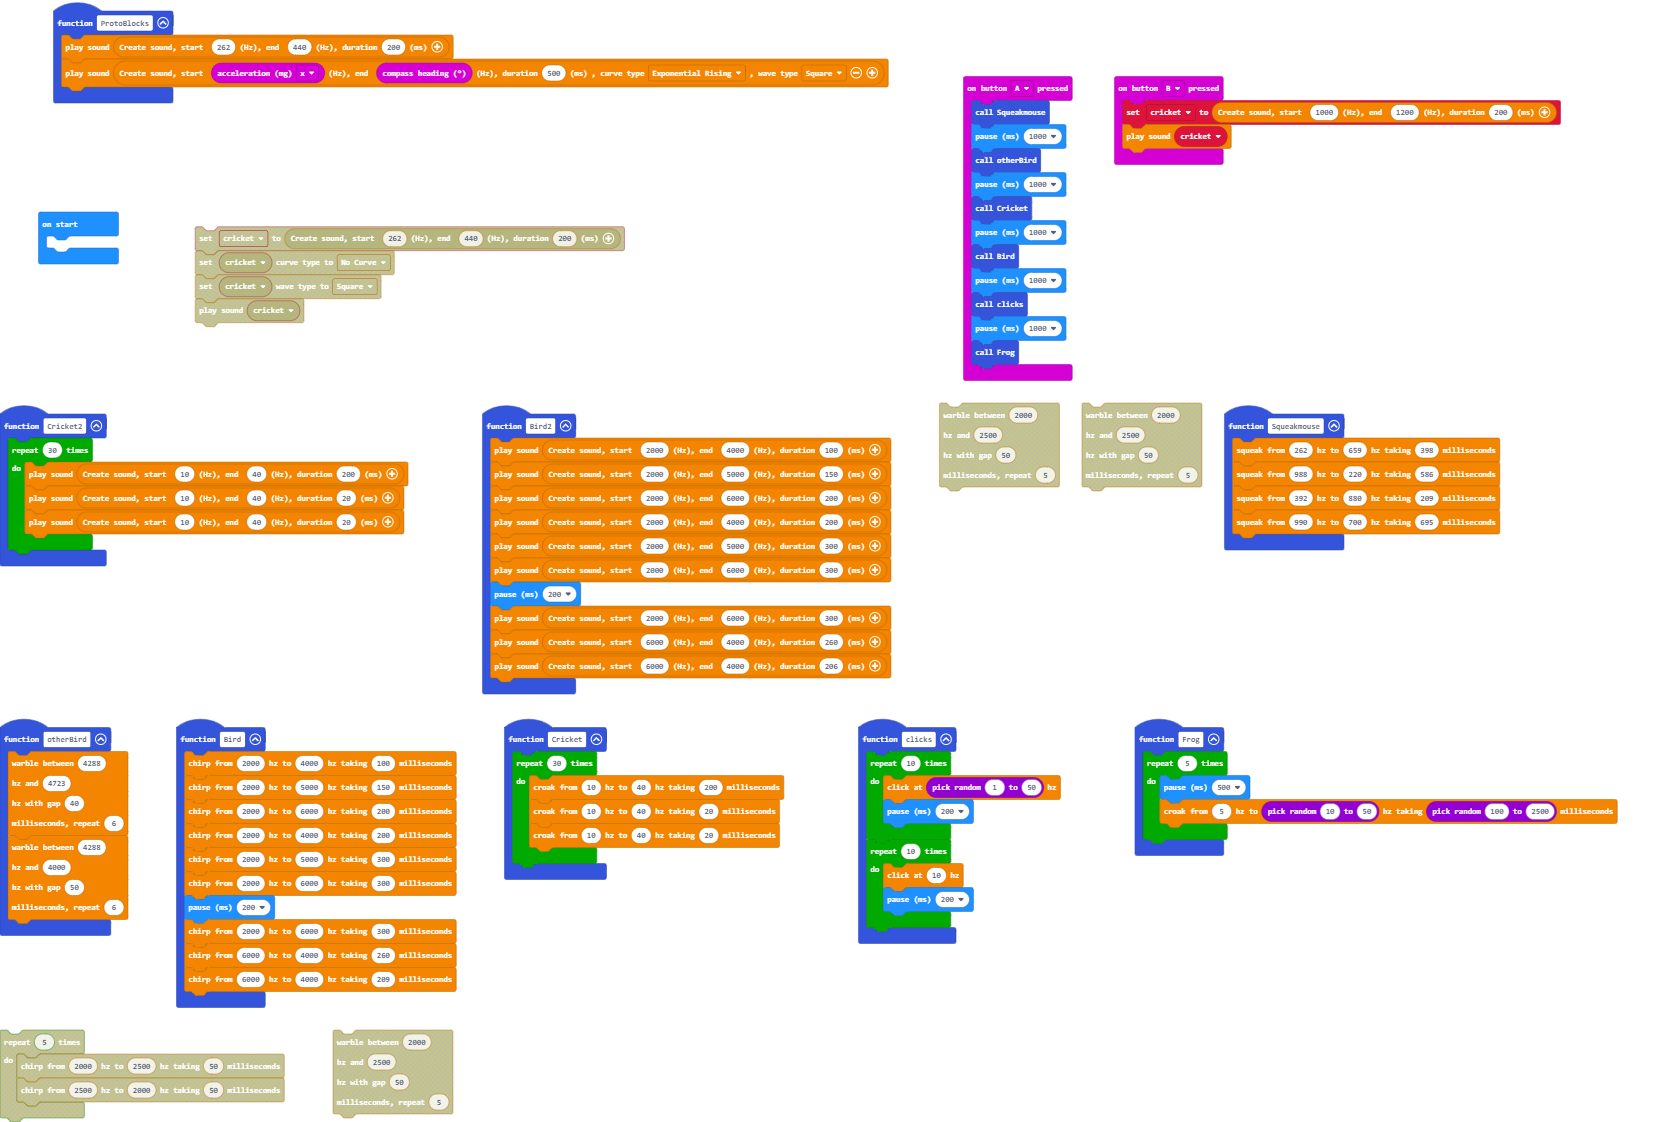 function ProtoBlocks
play sound Create sound, start 262 (Hz), end 440 (Hz), duration 200 (ms)
play sound Create sound, start acceleration (mg) x (Hz), end compass heading (°) (Hz), duration 500 (ms) , curve type Exponential Rising , wave type Square
on button A pressed
call Squeakmouse
pause (ms) 1000
call otherBird
pause (ms) 1000
call Cricket
pause (ms) 1000
call Bird
pause (ms) 1000
call clicks
pause (ms) 1000
call Frog
on button B pressed
set cricket to Create sound, start 1000 (Hz), end 1200 (Hz), duration 200 (ms)
play sound cricket
on start
set cricket to Create sound, start 262 (Hz), end 440 (Hz), duration 200 (ms)
set cricket curve type to No Curve
set cricket wave type to Square
play sound cricket
function Cricket2
repeat 30 times
do play sound Create sound, start 10 (Hz), end 40 (Hz), duration 200 (ms)
play sound Create sound, start 10 (Hz), end 40 (Hz), duration 20 (ms)
play sound Create sound, start 10 (Hz), end 40 (Hz), duration 20 (ms)
function Bird2
play sound Create sound, start 2000 (Hz), end 4000 (Hz), duration 100 (ms)
play sound Create sound, start 2000 (Hz), end 5000 (Hz), duration 150 (ms)
play sound Create sound, start 2000 (Hz), end 6000 (Hz), duration 200 (ms)
play sound Create sound, start 2000 (Hz), end 4000 (Hz), duration 200 (ms)
play sound Create sound, start 2000 (Hz), end 5000 (Hz), duration 300 (ms)
play sound Create sound, start 2000 (Hz), end 6000 (Hz), duration 300 (ms)
pause (ms) 200
play sound Create sound, start 2000 (Hz), end 6000 (Hz), duration 300 (ms)
play sound Create sound, start 6000 (Hz), end 4000 (Hz), duration 260 (ms)
play sound Create sound, start 6000 (Hz), end 4000 (Hz), duration 206 (ms)
warble between 2000
hz and 2500
hz with gap 50
milliseconds, repeat 5
warble between 2000
hz and 2500
hz with gap 50
milliseconds, repeat 5
function Squeakmouse
squeak from 262 hz to 659 hz taking 398 milliseconds
squeak from 988 hz to 220 hz taking 586 milliseconds
squeak from 392 hz to 880 hz taking 209 milliseconds
squeak from 990 hz to 700 hz taking 695 milliseconds
function otherBird
warble between 4288
hz and 4723
hz with gap 40
milliseconds, repeat 6
warble between 4288
hz and 4000
hz with gap 50
milliseconds, repeat 6
function Bird
chirp from 2000 hz to 4000 hz taking 100 milliseconds
chirp from 2000 hz to 5000 hz taking 150 milliseconds
chirp from 2000 hz to 6000 hz taking 200 milliseconds
chirp from 2000 hz to 4000 hz taking 200 milliseconds
chirp from 2000 hz to 5000 hz taking 300 milliseconds
chirp from 2000 hz to 6000 hz taking 300 milliseconds
pause (ms) 200
chirp from 2000 hz to 6000 hz taking 300 milliseconds
chirp from 6000 hz to 4000 hz taking 260 milliseconds
chirp from 6000 hz to 4000 hz taking 209 milliseconds
function Cricket
repeat 30 times
do croak from 10 hz to 40 hz taking 200 milliseconds
croak from 10 hz to 40 hz taking 20 milliseconds
croak from 10 hz to 40 hz taking 20 milliseconds
function clicks
repeat 10 times
do click at pick random 1 to 50 hz
pause (ms) 200
repeat 10 times
do click at 10 hz
pause (ms) 200
function Frog
repeat 5 times
do pause (ms) 500
croak from 5 hz to pick random 10 to 50 hz taking pick random 100 to 2500 milliseconds
repeat 5 times
do chirp from 2000 hz to 2500 hz taking 50 milliseconds
chirp from 2500 hz to 2000 hz taking 50 milliseconds
warble between 2000
hz and 2500
hz with gap 50
milliseconds, repeat 5